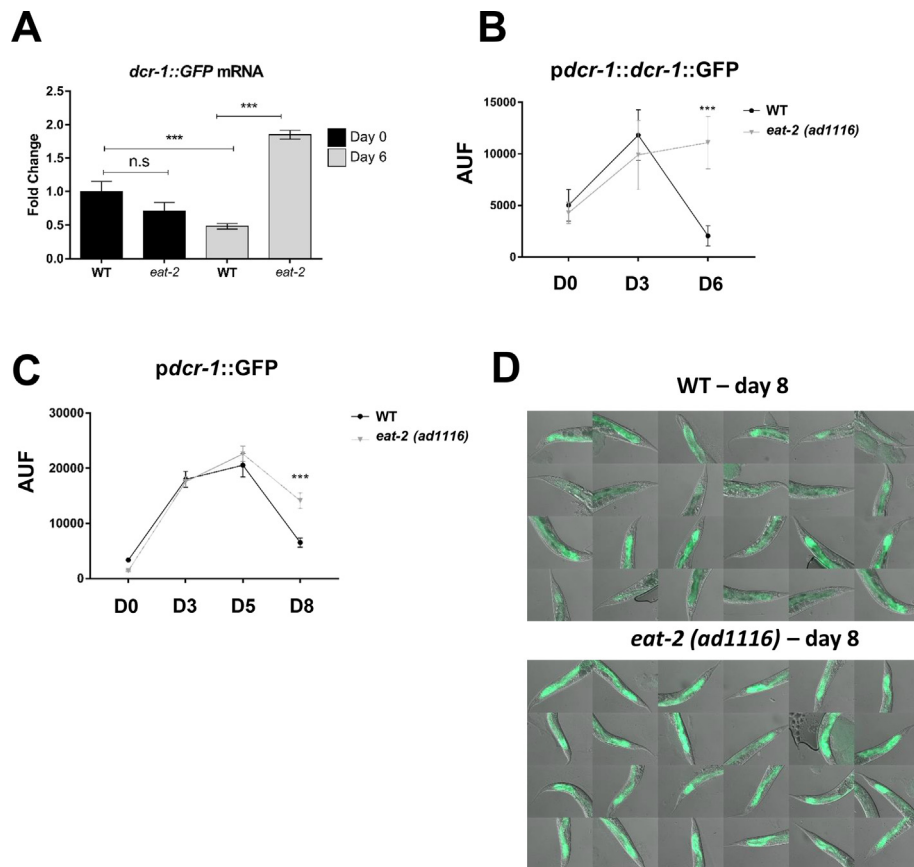 A
dcr-1::GFP mRNA
2.5
2.0
1.5
1.0
0.5
0.0
Fold Change
***
***
n.s
Day 0
Day 6
WT
eat-2
WT
eat-2
B
pdcr-1::dcr-1::GFP
15000
10000
5000
0
AUF
***
WT
eat-2 (ad1116)
D0
D3
D6
C
pdcr-1::GFP
30000
20000
10000
0
AUF
***
WT
eat-2 (ad1116)
D0
D3
D5
D8
D
WT – day 8
eat-2 (ad1116) – day 8